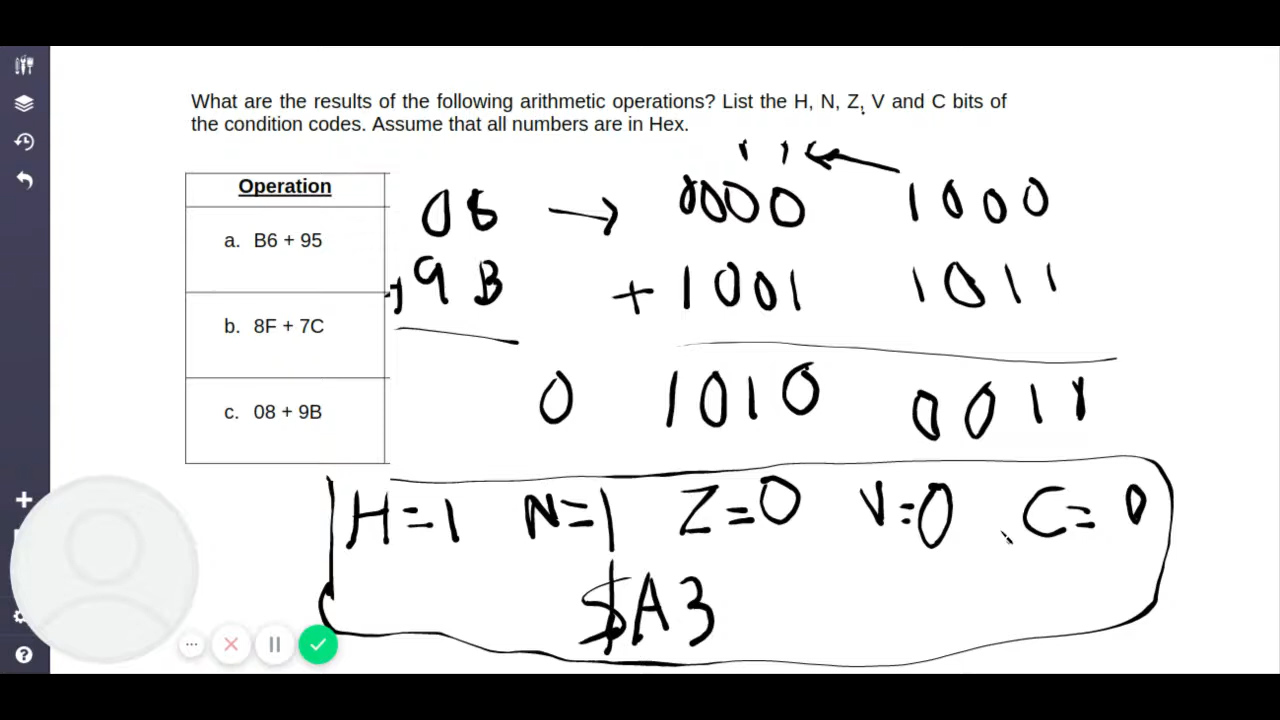 What are the results of the following arithmetic operations? List the H, N, Z, V and C bits of
the condition codes. Assume that all numbers are in Hex.
Operation
a. B6 + 95
b. 8F + 7C
c. 08 + 9B
1 1
08 → 0000 1000
+ 9B + 1001 1011
0 1010 0011
H=1 N=1 Z=0 V=0 C=0
$A3